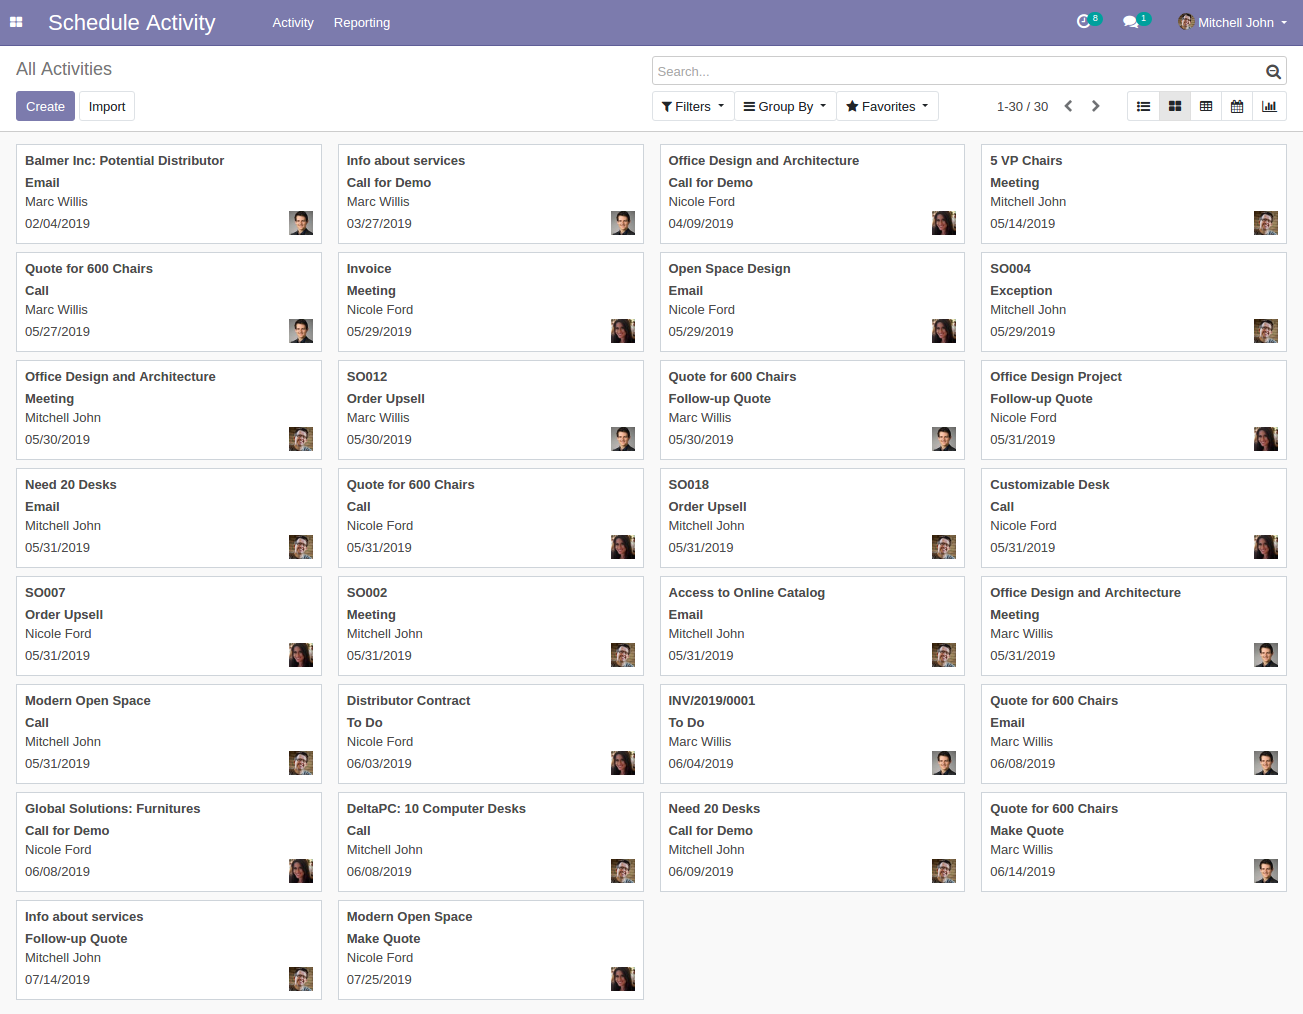 Schedule Activity
Activity
Reporting
8
1
Mitchell John
All Activities
Search...
Create
Import
Filters
Group By
Favorites
1-30 / 30
Balmer Inc: Potential Distributor
Email
Marc Willis
02/04/2019
Info about services
Call for Demo
Marc Willis
03/27/2019
Office Design and Architecture
Call for Demo
Nicole Ford
04/09/2019
5 VP Chairs
Meeting
Mitchell John
05/14/2019
Quote for 600 Chairs
Call
Marc Willis
05/27/2019
Invoice
Meeting
Nicole Ford
05/29/2019
Open Space Design
Email
Nicole Ford
05/29/2019
SO004
Exception
Mitchell John
05/29/2019
Office Design and Architecture
Meeting
Mitchell John
05/30/2019
SO012
Order Upsell
Marc Willis
05/30/2019
Quote for 600 Chairs
Follow-up Quote
Marc Willis
05/30/2019
Office Design Project
Follow-up Quote
Nicole Ford
05/31/2019
Need 20 Desks
Email
Mitchell John
05/31/2019
Quote for 600 Chairs
Call
Nicole Ford
05/31/2019
SO018
Order Upsell
Mitchell John
05/31/2019
Customizable Desk
Call
Nicole Ford
05/31/2019
SO007
Order Upsell
Nicole Ford
05/31/2019
SO002
Meeting
Mitchell John
05/31/2019
Access to Online Catalog
Email
Mitchell John
05/31/2019
Office Design and Architecture
Meeting
Marc Willis
05/31/2019
Modern Open Space
Call
Mitchell John
05/31/2019
Distributor Contract
To Do
Nicole Ford
06/03/2019
INV/2019/0001
To Do
Marc Willis
06/04/2019
Quote for 600 Chairs
Email
Marc Willis
06/08/2019
Global Solutions: Furnitures
Call for Demo
Nicole Ford
06/08/2019
DeltaPC: 10 Computer Desks
Call
Mitchell John
06/08/2019
Need 20 Desks
Call for Demo
Mitchell John
06/09/2019
Quote for 600 Chairs
Make Quote
Marc Willis
06/14/2019
Info about services
Follow-up Quote
Mitchell John
07/14/2019
Modern Open Space
Make Quote
Nicole Ford
07/25/2019